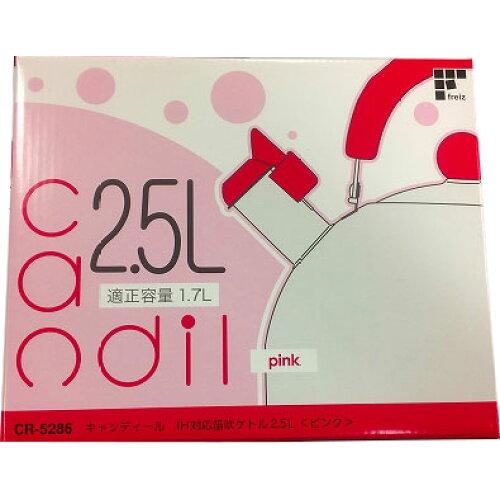 freiz
candil
2.5L
適正容量 1.7L
pink
CR-5286 キャンディール IH対応笛吹ケトル2.5L <ピンク>